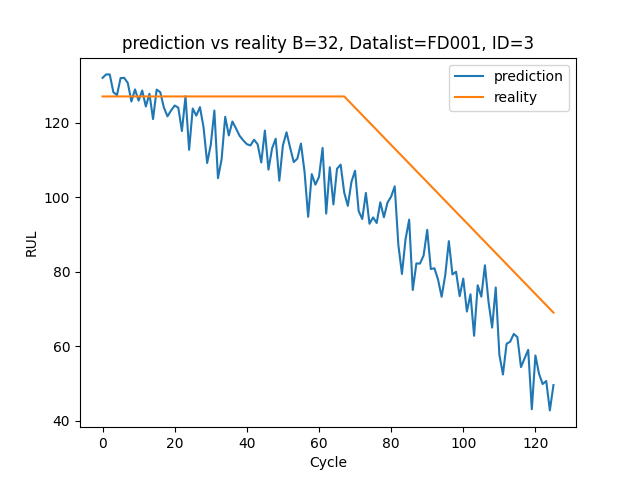 prediction vs reality B=32, Datalist=FD001, ID=3
prediction
reality
120
100
80
60
40
RUL
0 20 40 60 80 100 120
Cycle